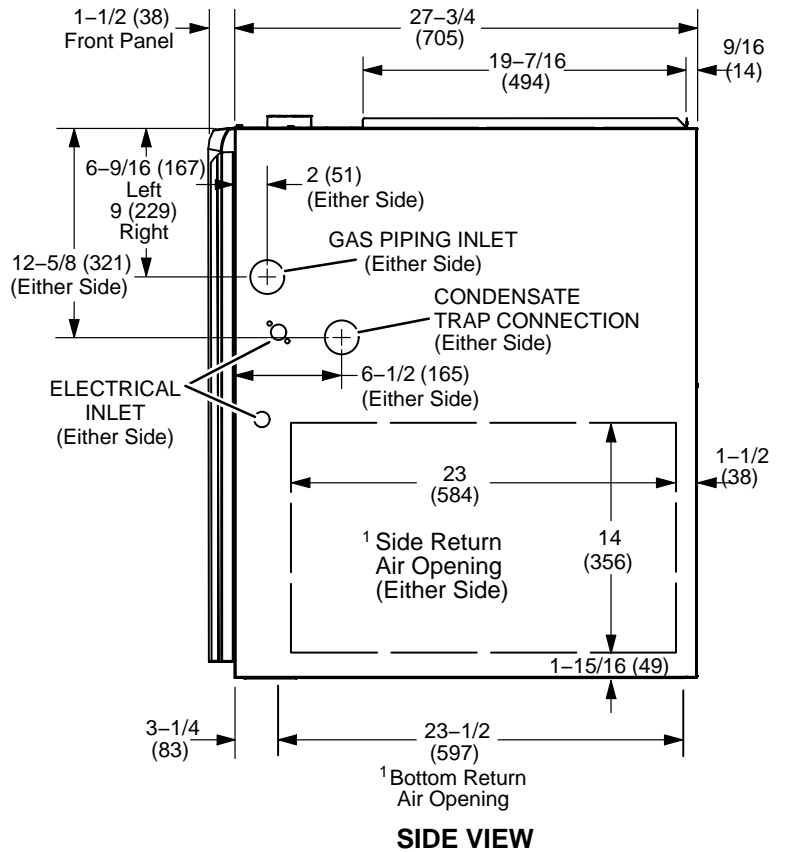 1–1/2 (38)
Front Panel
27–3/4
(705)
9/16
(14)
19–7/16
(494)
6–9/16 (167)
Left
9 (229)
Right
2 (51)
(Either Side)
12–5/8 (321)
(Either Side)
GAS PIPING INLET
(Either Side)
CONDENSATE
TRAP CONNECTION
(Either Side)
6–1/2 (165)
(Either Side)
ELECTRICAL
INLET
(Either Side)
1–1/2
(38)
23
(584)
14
(356)
1 Side Return
Air Opening
(Either Side)
1–15/16 (49)
3–1/4
(83)
23–1/2
(597)
1 Bottom Return
Air Opening
SIDE VIEW